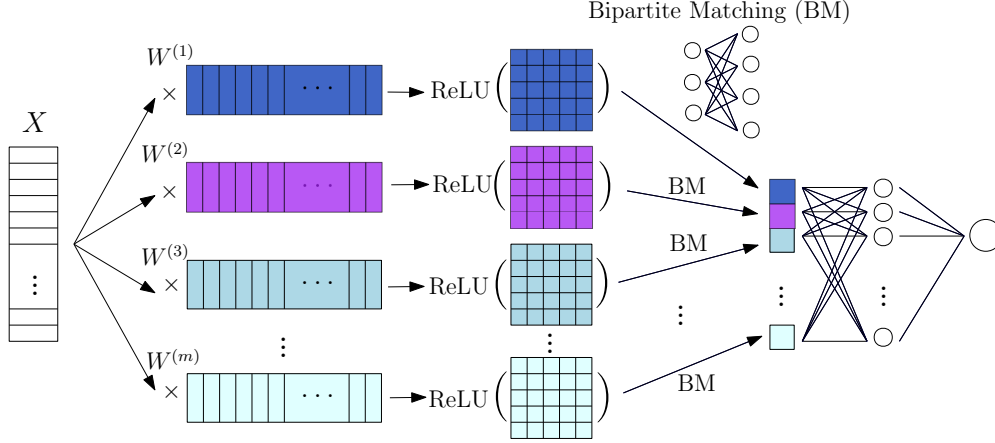 Bipartite Matching (BM)
X
W^{(1)}
×
...
ReLU ( )
W^{(2)}
×
...
ReLU ( )
BM
W^{(3)}
×
...
ReLU ( )
BM
W^{(m)}
×
...
ReLU ( )
BM